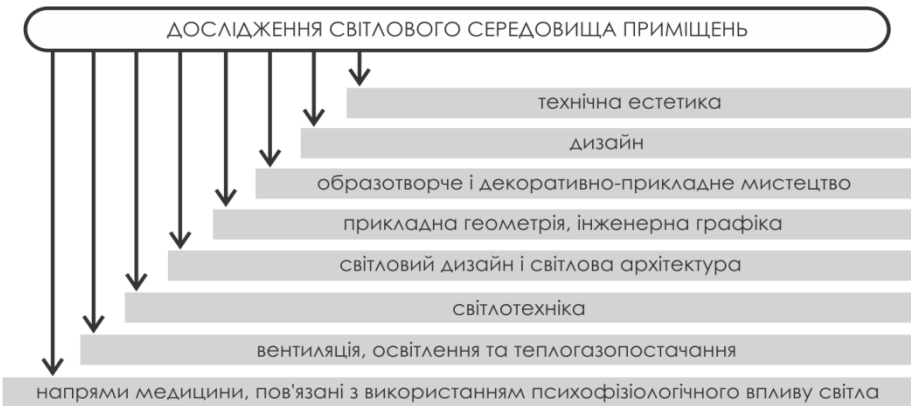 ДОСЛІДЖЕННЯ СВІТЛОВОГО СЕРЕДОВИЩА ПРИМІЩЕНЬ
технічна естетика
дизайн
образотворче і декоративно-прикладне мистецтво
прикладна геометрія, інженерна графіка
світловий дизайн і світлова архітектура
світлотехніка
вентиляція, освітлення та теплогазопостачання
напрями медицини, пов'язані з використанням психофізіологічного впливу світла